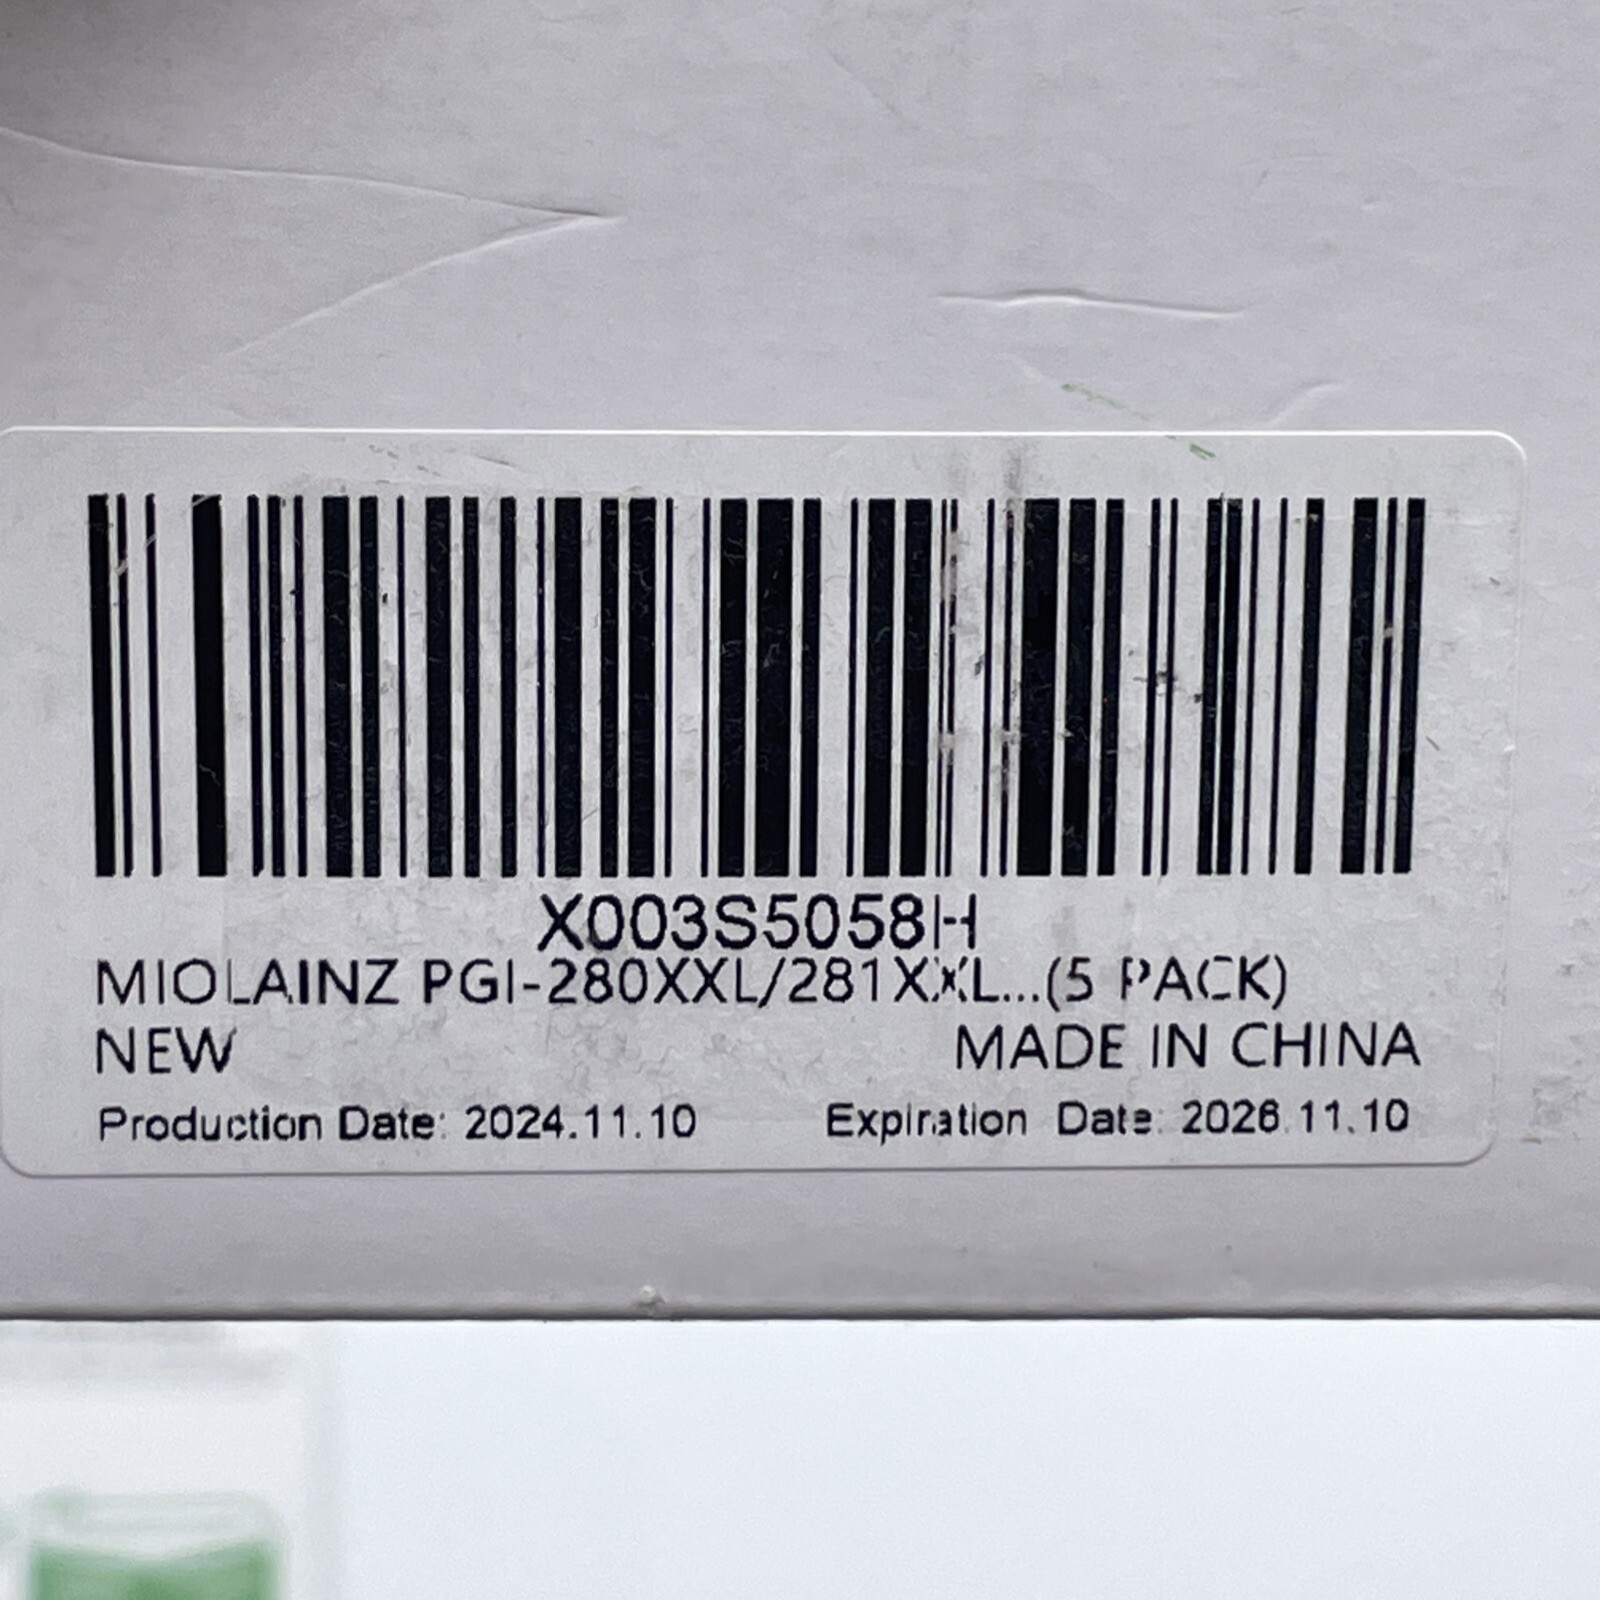 X003S5058H
MIOLAINZ PGI-280XXL/281XXL...(5 PACK)
NEW MADE IN CHINA
Production Date: 2024.11.10 Expiration Date: 2026.11.10